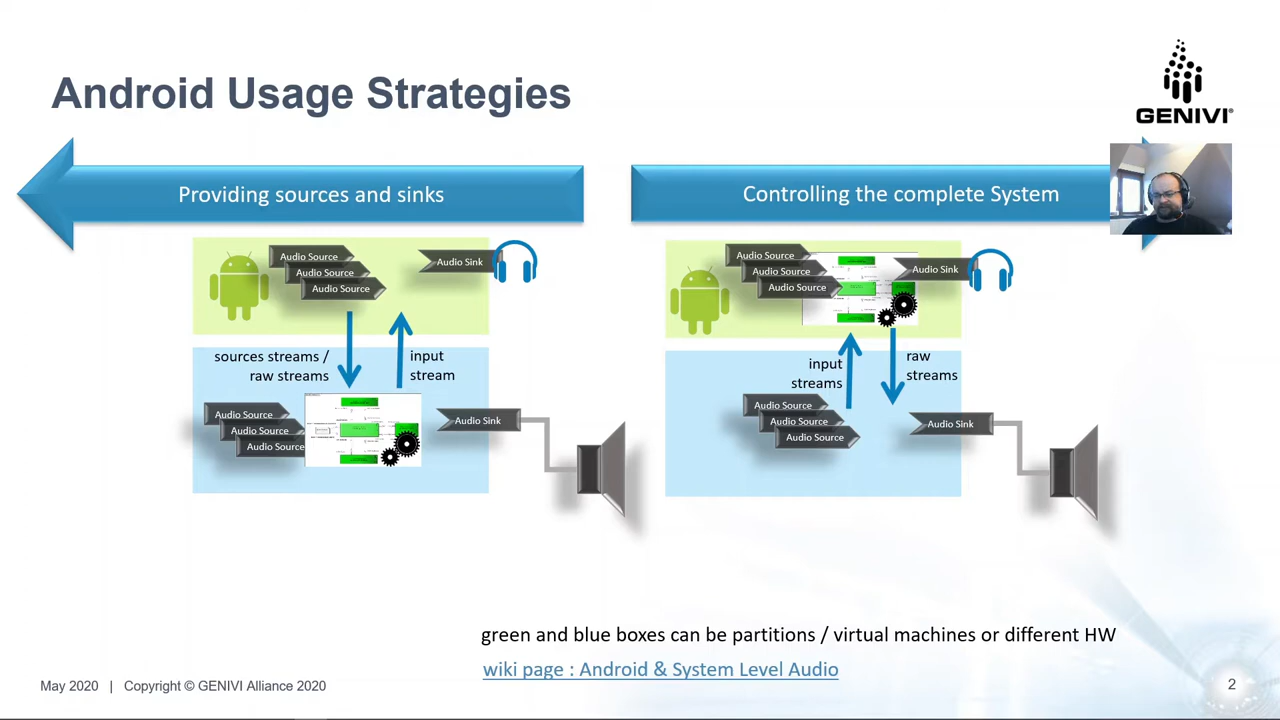 Android Usage Strategies
GENIVI
Providing sources and sinks
Controlling the complete System
Audio Source
Audio Source
Audio Source
Audio Sink
sources streams /
raw streams
input
stream
Audio Source
Audio Source
Audio Source
Audio Sink
Audio Source
Audio Source
Audio Source
Audio Sink
input
streams
raw
streams
Audio Source
Audio Source
Audio Source
Audio Sink
green and blue boxes can be partitions / virtual machines or different HW
wiki page : Android & System Level Audio
May 2020 | Copyright © GENIVI Alliance 2020
2